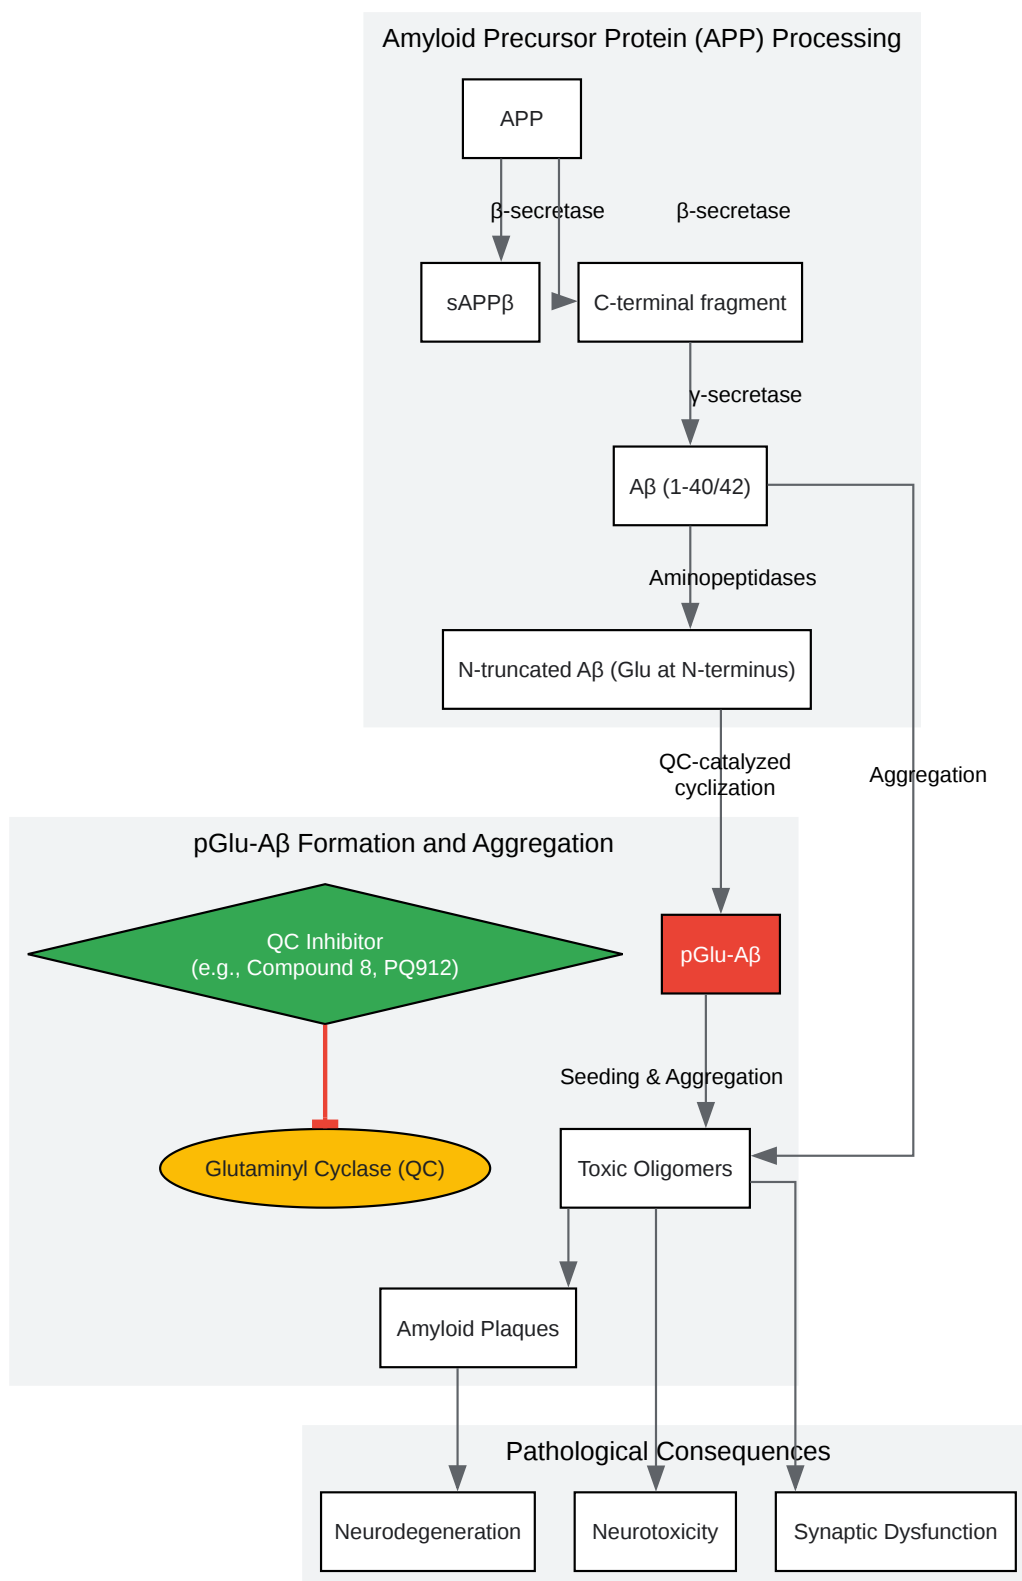 Amyloid Precursor Protein (APP) Processing
APP
β-secretase
β-secretase
sAPPβ
C-terminal fragment
γ-secretase
Aβ (1-40/42)
Aminopeptidases
N-truncated Aβ (Glu at N-terminus)
QC-catalyzed
cyclization
Aggregation
pGlu-Aβ Formation and Aggregation
QC Inhibitor
(e.g., Compound 8, PQ912)
pGlu-Aβ
Seeding & Aggregation
Glutaminyl Cyclase (QC)
Toxic Oligomers
Amyloid Plaques
Pathological Consequences
Neurodegeneration
Neurotoxicity
Synaptic Dysfunction